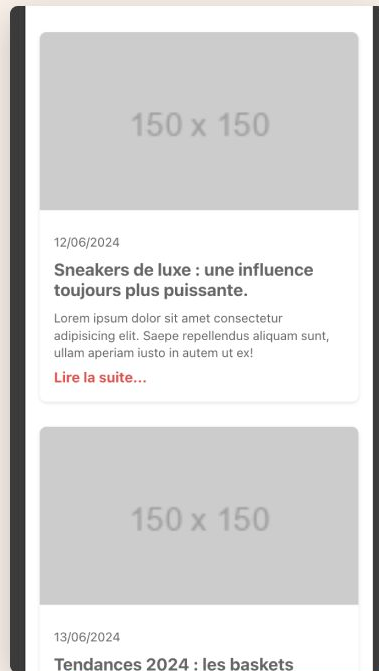 150 x 150
12/06/2024
Sneakers de luxe : une influence
toujours plus puissante.
Lorem ipsum dolor sit amet consectetur
adipisicing elit. Saepe repellendus aliquam sunt,
ullam aperiam iusto in autem ut ex!
Lire la suite...
150 x 150
13/06/2024
Tendances 2024 : les baskets